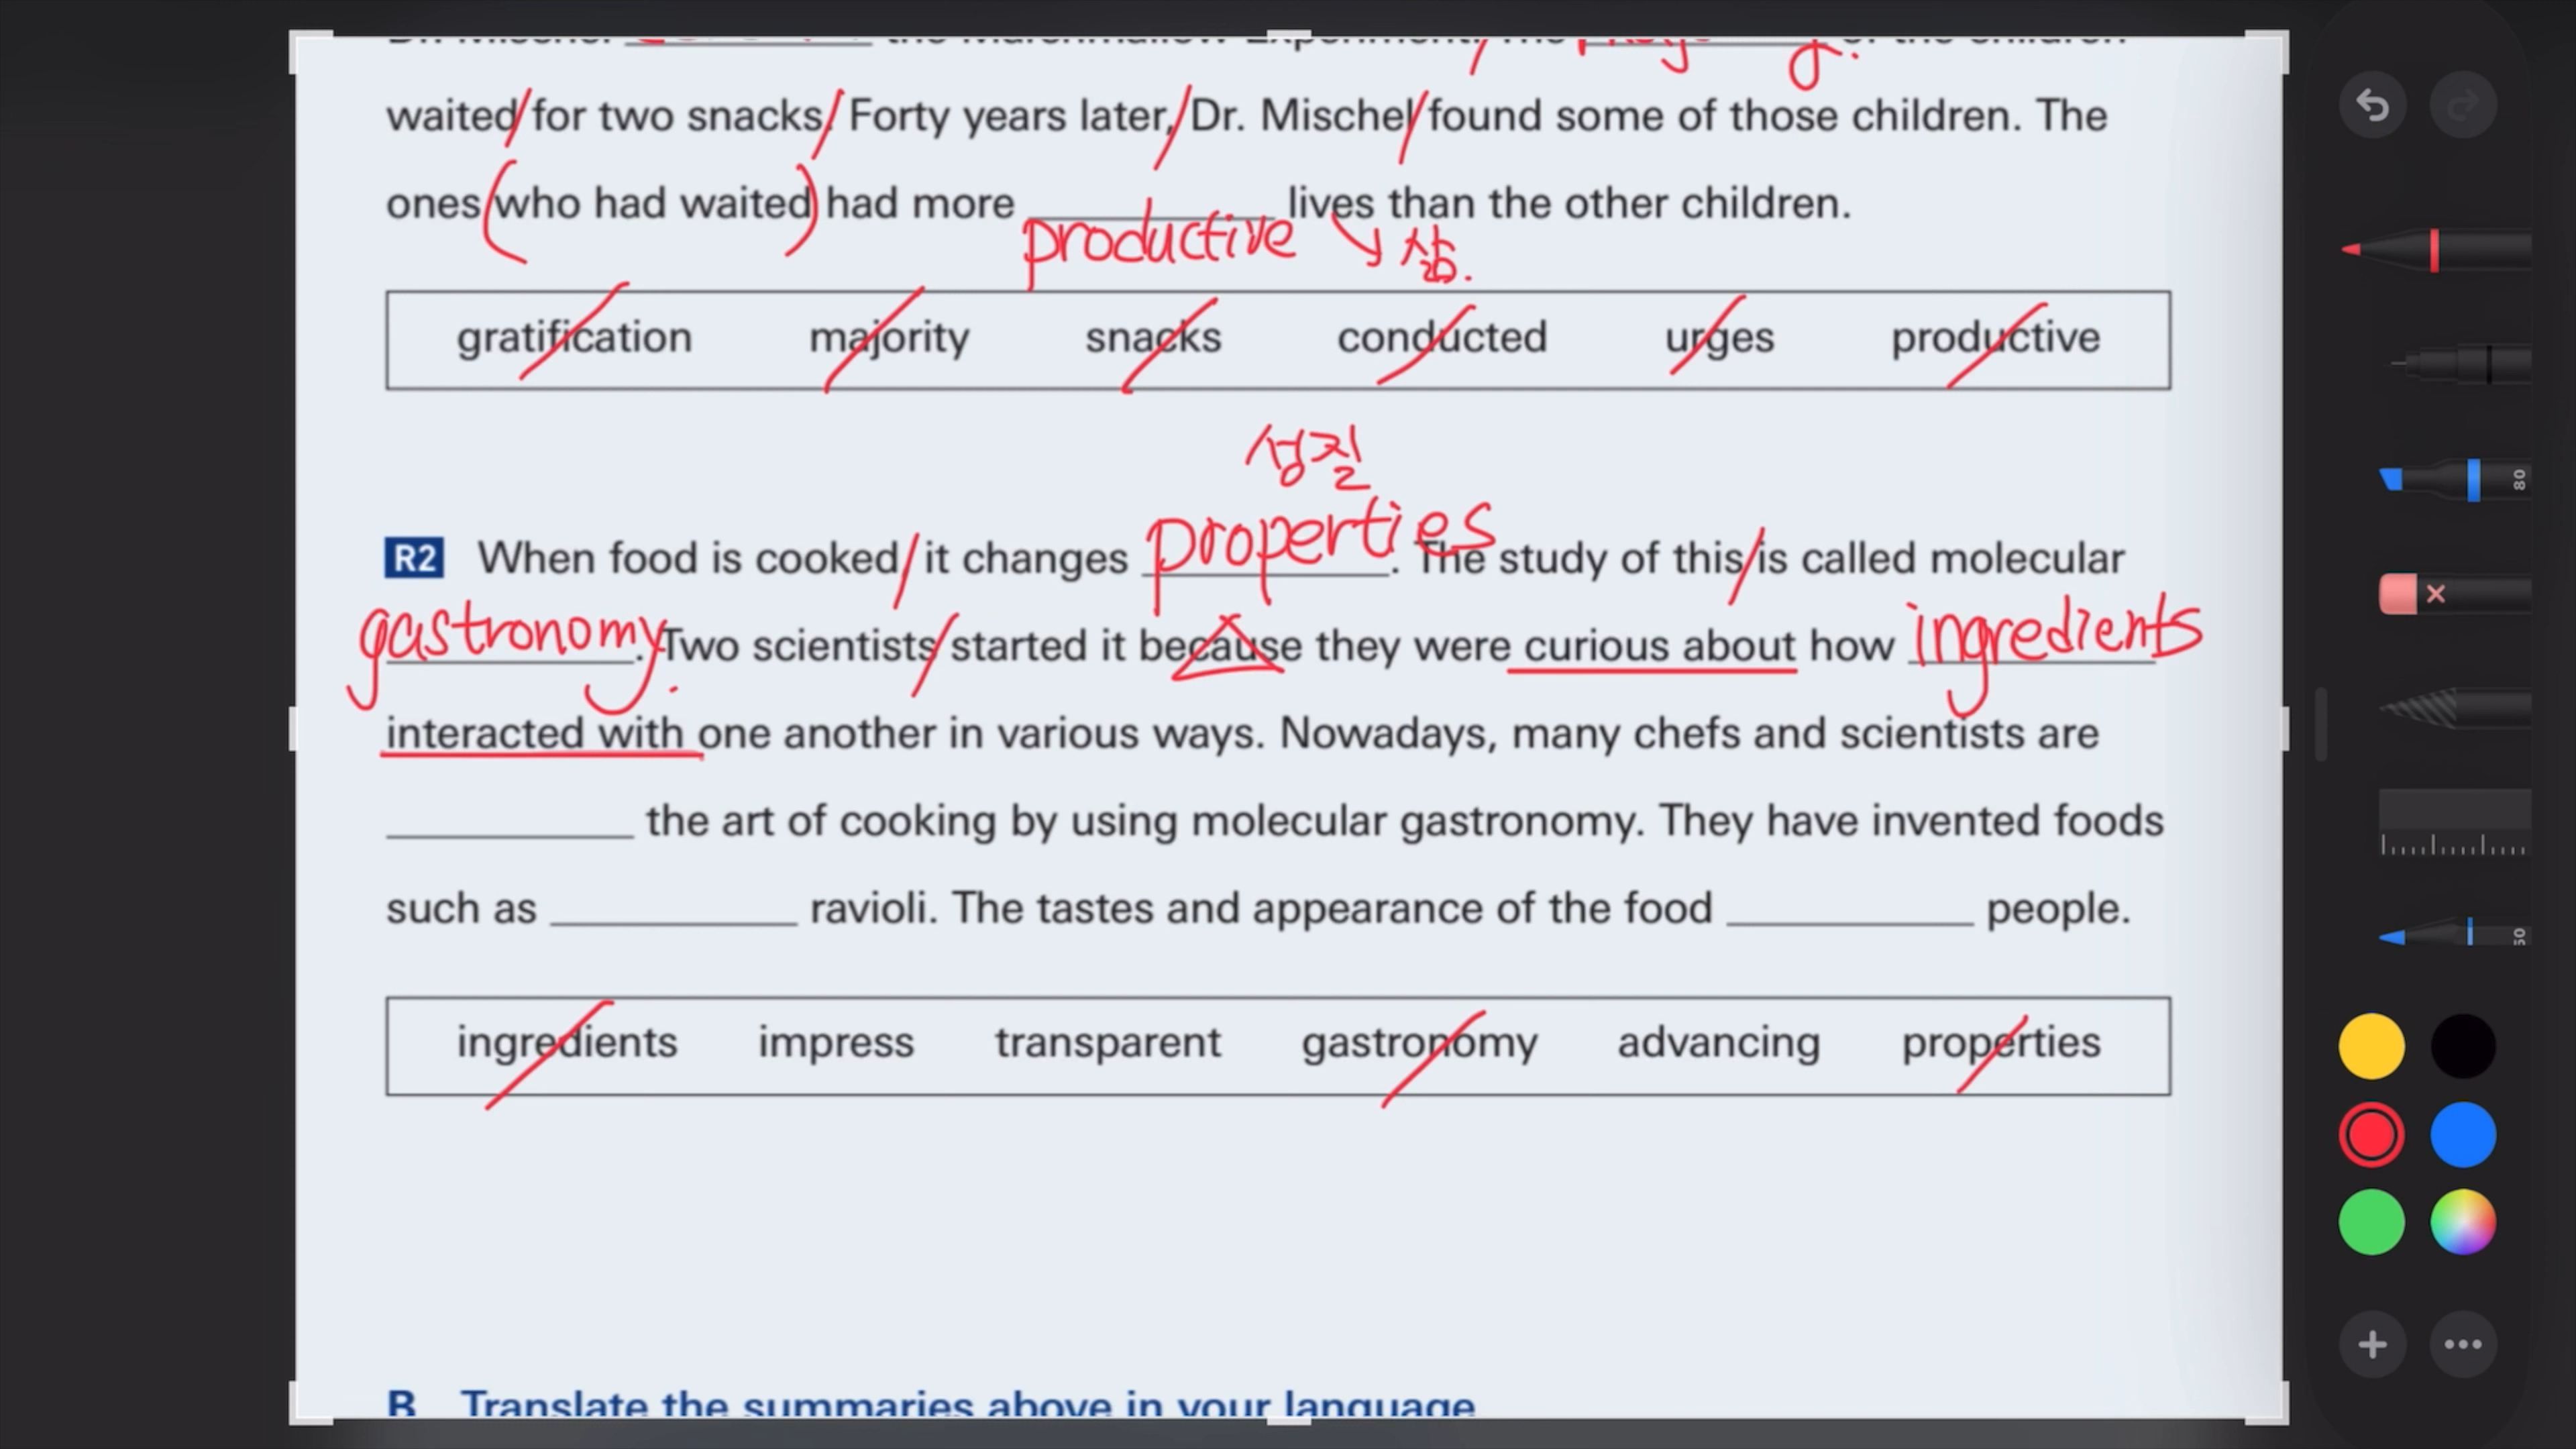 waited for two snacks. Forty years later, Dr. Mischel found some of those children. The
ones (who had waited) had more productive lives than the other children.
삶.
gratification majority snacks conducted urges productive
성질
R2 When food is cooked, it changes properties. The study of this is called molecular
gastronomy. Two scientists started it because they were curious about how ingredients
interacted with one another in various ways. Nowadays, many chefs and scientists are
the art of cooking by using molecular gastronomy. They have invented foods
such as ravioli. The tastes and appearance of the food people.
ingredients impress transparent gastronomy advancing properties
B Translate the summaries above in your language
80
50